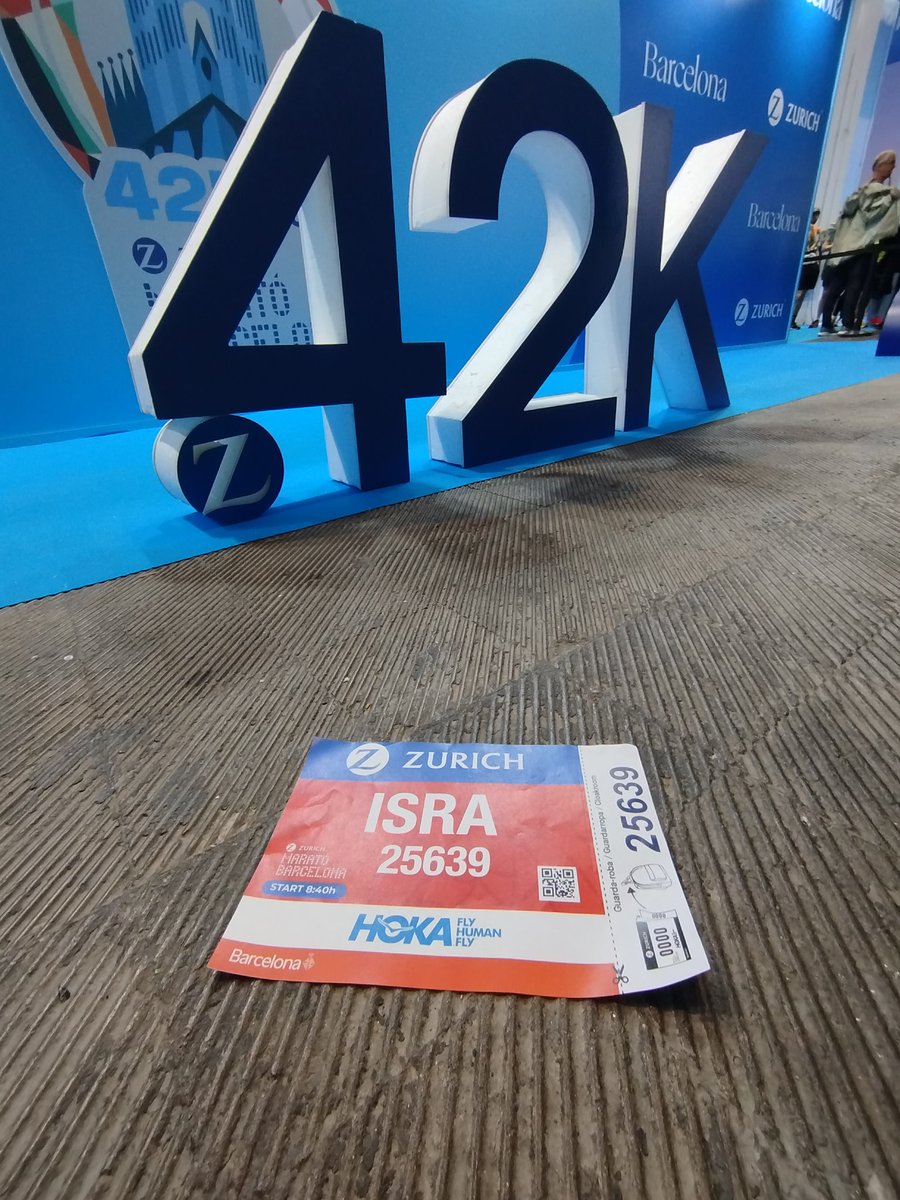 Barcelona
Z ZURICH
Barcelona
Z ZURICH
42K
Z
42
Z
Z ZURICH
ISRA
25639
Z ZURICH
MARATÓ
BARCELONA
START 8:40h
HOKA FLY
HUMAN
FLY
Barcelona
Guarda-roba / Guardarropa / Cloakroom
25639